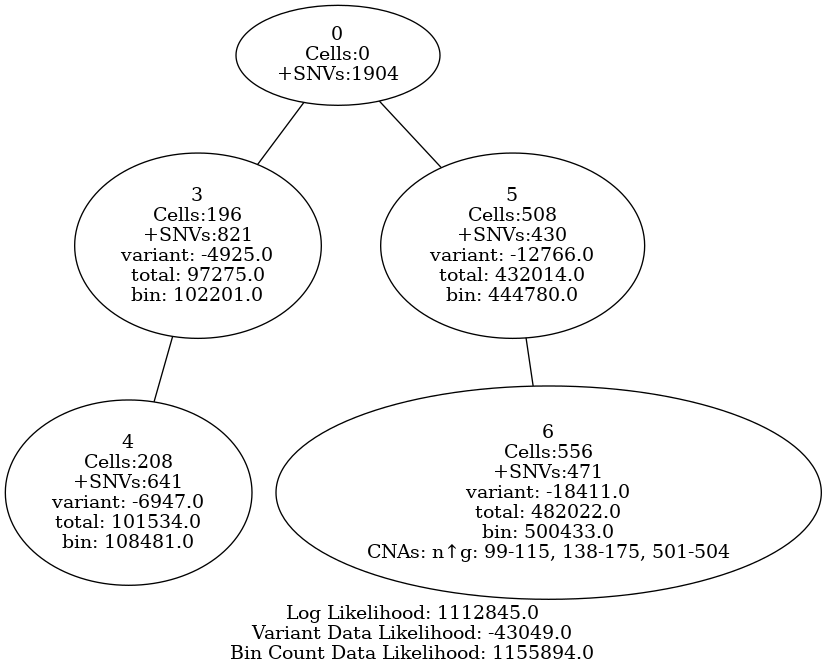 0
Cells:0
+SNVs:1904
3
Cells:196
+SNVs:821
variant: -4925.0
total: 97275.0
bin: 102201.0
5
Cells:508
+SNVs:430
variant: -12766.0
total: 432014.0
bin: 444780.0
4
Cells:208
+SNVs:641
variant: -6947.0
total: 101534.0
bin: 108481.0
6
Cells:556
+SNVs:471
variant: -18411.0
total: 482022.0
bin: 500433.0
CNAs: n↑g: 99-115, 138-175, 501-504
Log Likelihood: 1112845.0
Variant Data Likelihood: -43049.0
Bin Count Data Likelihood: 1155894.0